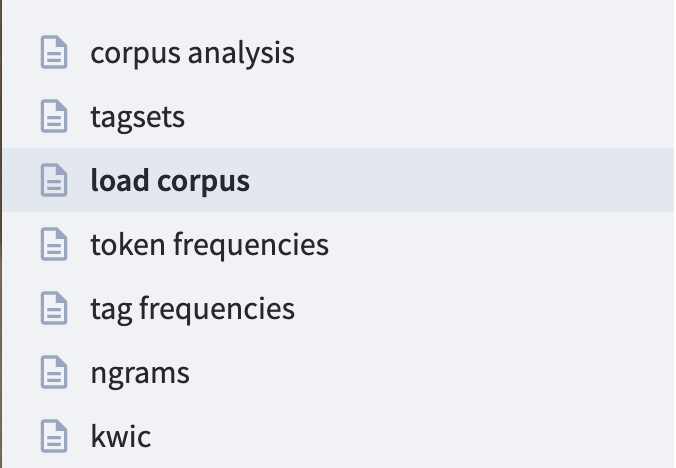 corpus analysis
tagsets
load corpus
token frequencies
tag frequencies
ngrams
kwic